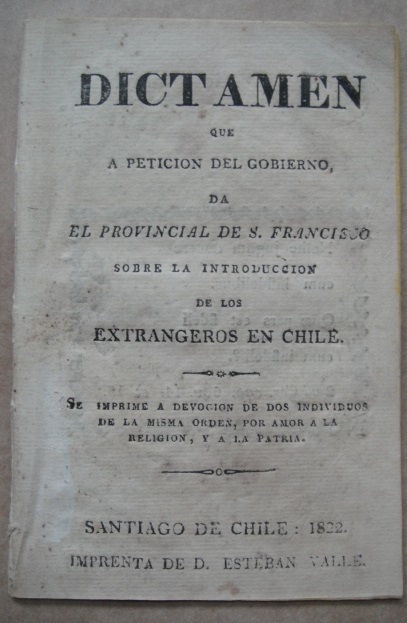 DICTAMEN
QUE
A PETICION DEL GOBIERNO,
DA
EL PROVINCIAL DE S. FRANCISCO
SOBRE LA INTRODUCCION
DE LOS
EXTRANGEROS EN CHILE.
SE IMPRIME A DEVOCION DE DOS INDIVIDUOS
DE LA MISMA ORDEN, POR AMOR A LA
RELIGION, Y A LA PATRIA.
SANTIAGO DE CHILE: 1822.
IMPRENTA DE D. ESTEBAN VALLE.